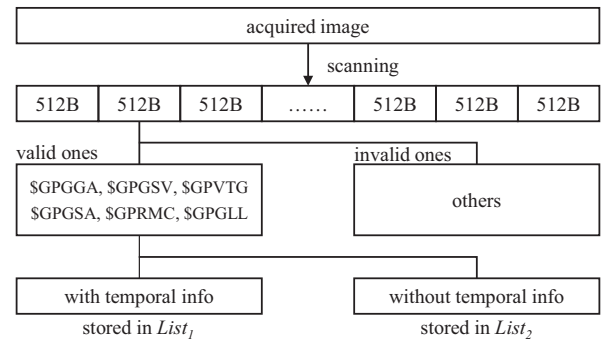 acquired image
scanning
512B 512B 512B ...... 512B 512B 512B
valid ones invalid ones
$GPGGA, $GPGSV, $GPVTG
$GPGSA, $GPRMC, $GPGLL
others
with temporal info without temporal info
stored in List1 stored in List2